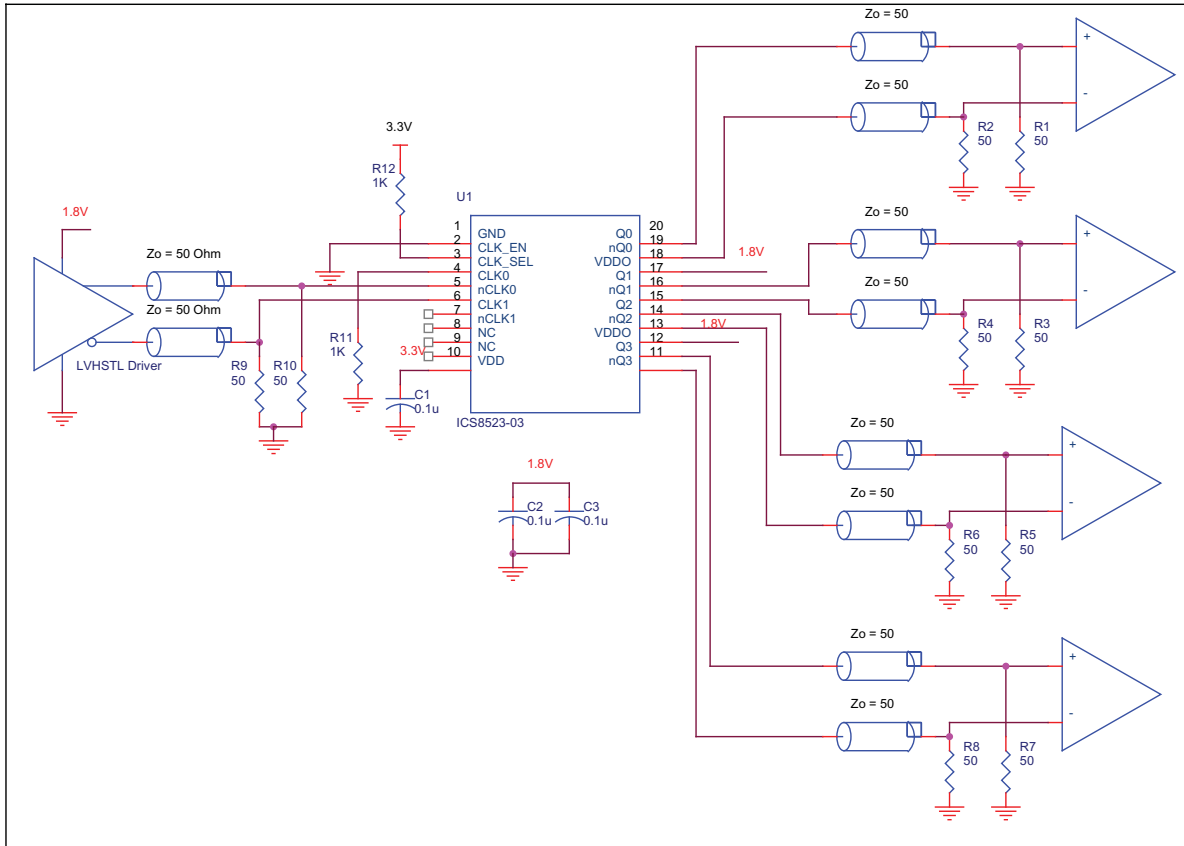 Zo = 50
+
-
Zo = 50
R2
50
R1
50
3.3V
R12
1K
U1
1.8V
Zo = 50 Ohm
Zo = 50 Ohm
LVHSTL Driver
R9
50
R10
50
R11
1K
3.3V
C1
0.1u
1
2
3
4
5
6
7
8
9
10
GND
CLK_EN
CLK_SEL
CLK0
nCLK0
CLK1
nCLK1
NC
NC
VDD
Q0
nQ0
VDDO
Q1
nQ1
Q2
nQ2
VDDO
Q3
nQ3
20
19
18
17
16
15
14
13
12
11
ICS8523-03
1.8V
1.8V
Zo = 50
+
-
Zo = 50
R4
50
R3
50
1.8V
C2
0.1u
C3
0.1u
Zo = 50
+
-
Zo = 50
R6
50
R5
50
Zo = 50
+
-
Zo = 50
R8
50
R7
50